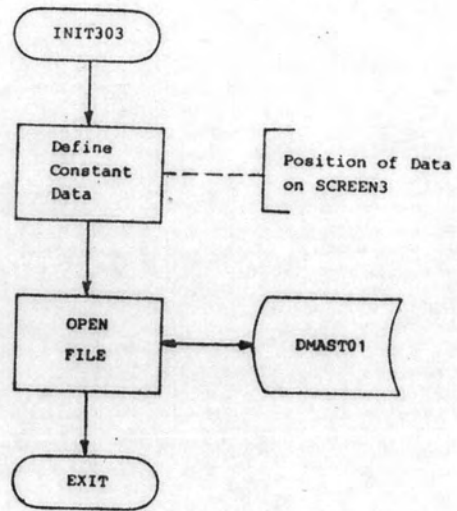 INIT303
Define
Constant
Data
Position of Data
on SCREEN3
OPEN
FILE
DMAST01
EXIT